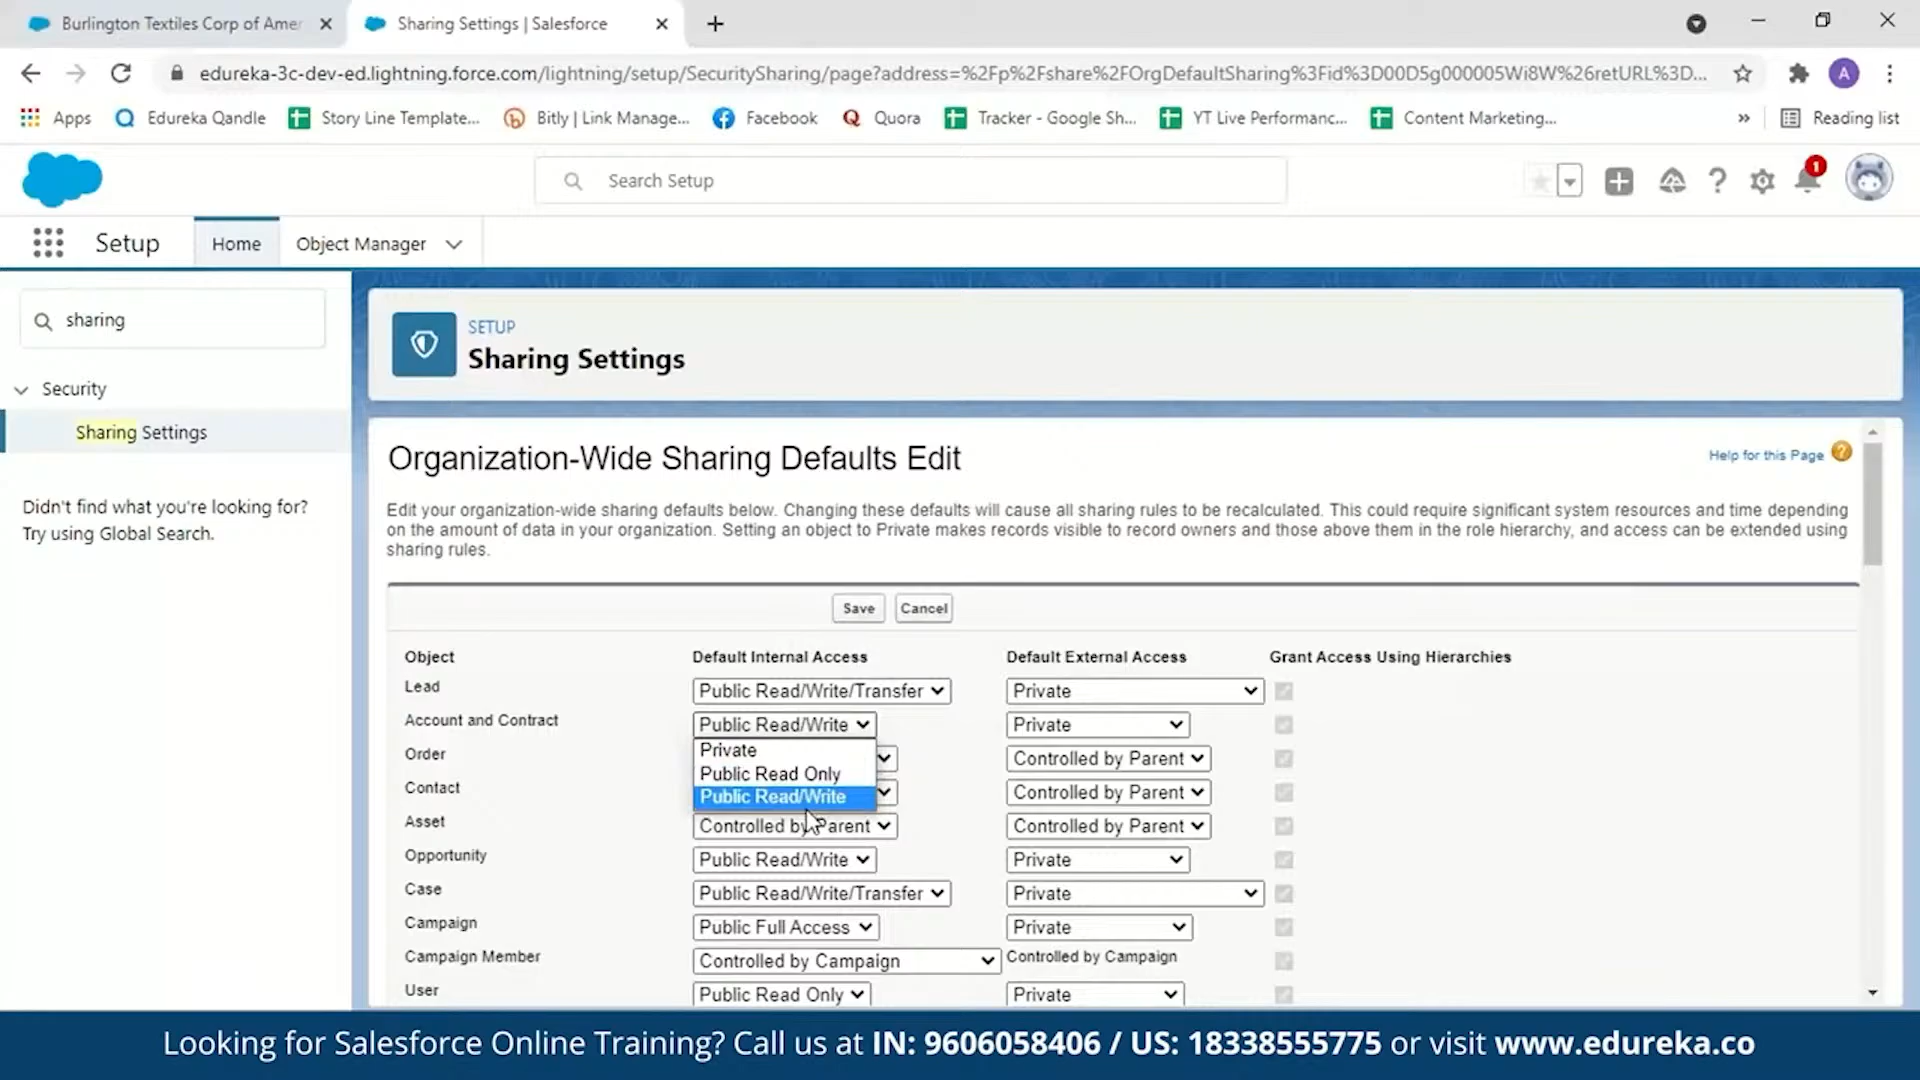 Burlington Textiles Corp of Amer
Sharing Settings | Salesforce
edureka-3c-dev-ed.lightning.force.com/lightning/setup/SecuritySharing/page?address=%2Fp%2Fshare%2FOrgDefaultSharing%3Fid%3D00D5g000005Wi8W%26retURL%3D...
A
Apps
Edureka Qandle
Story Line Template...
Bitly | Link Manage...
Facebook
Quora
Tracker - Google Sh...
YT Live Performanc...
Content Marketing...
»
Reading list
Search Setup
1
Setup
Home
Object Manager
sharing
Security
Sharing Settings
Didn't find what you're looking for?
Try using Global Search.
SETUP
Sharing Settings
Organization-Wide Sharing Defaults Edit
Help for this Page
Edit your organization-wide sharing defaults below. Changing these defaults will cause all sharing rules to be recalculated. This could require significant system resources and time depending
on the amount of data in your organization. Setting an object to Private makes records visible to record owners and those above them in the role hierarchy, and access can be extended using
sharing rules.
Save Cancel
Object Default Internal Access Default External Access Grant Access Using Hierarchies
Lead Public Read/Write/Transfer Private
Account and Contract Public Read/Write Private
Private
Public Read Only
Public Read/Write
Order Controlled by Parent
Contact Controlled by Parent
Asset Controlled by Parent Controlled by Parent
Opportunity Public Read/Write Private
Case Public Read/Write/Transfer Private
Campaign Public Full Access Private
Campaign Member Controlled by Campaign Controlled by Campaign
User Public Read Only Private
Looking for Salesforce Online Training? Call us at IN: 9606058406 / US: 18338555775 or visit www.edureka.co